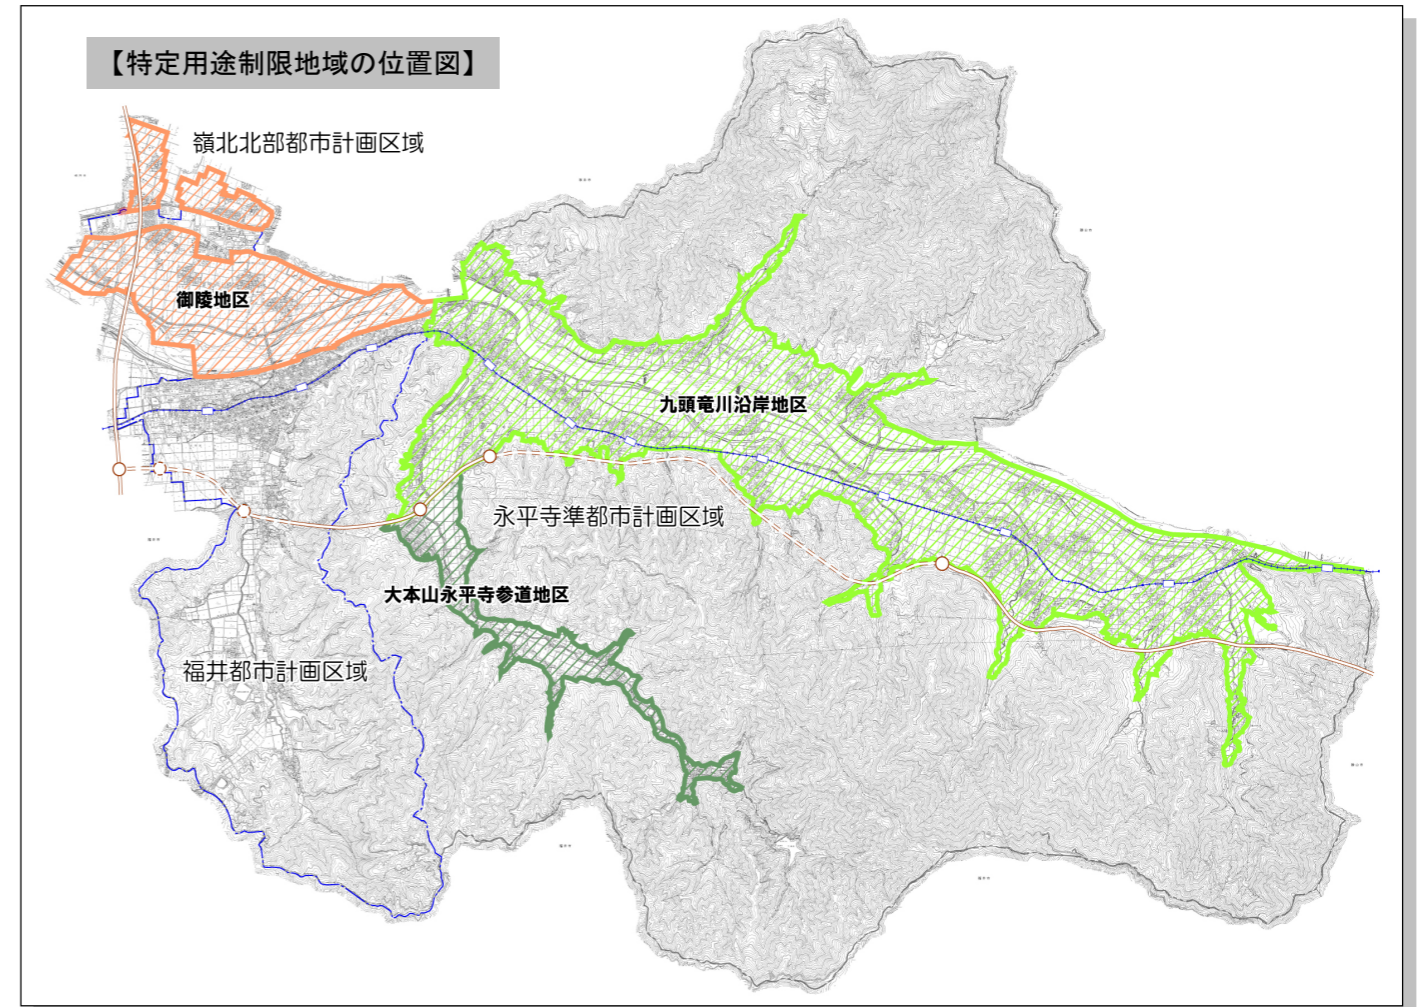 【特定用途制限地域の位置図】
嶺北北部都市計画区域
御陵地区
九頭竜川沿岸地区
永平寺準都市計画区域
大本山永平寺参道地区
福井都市計画区域